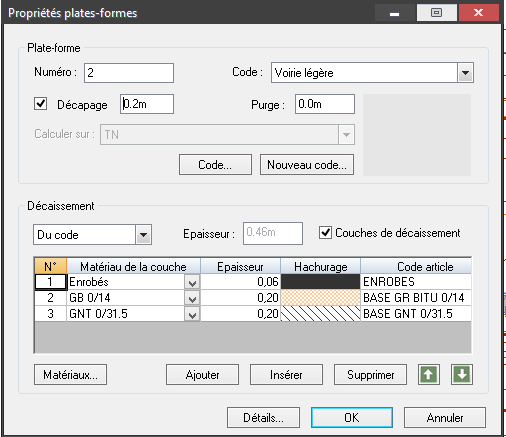 Propriétés plates-formes
Plate-forme
Numéro : 2 Code : Voirie légère
Décapage 0.2m Purge : 0.0m
Calculer sur : TN
Code... Nouveau code...
Décaissement
Du code Epaisseur : 0.46m Couches de décaissement
N° Matériau de la couche Epaisseur Hachurage Code article
1 Enrobés 0,06 ENROBES
2 GB 0/14 0,20 BASE GR BITU 0/14
3 GNT 0/31.5 0,20 BASE GNT 0/31.5
Matériaux... Ajouter Insérer Supprimer
Détails... OK Annuler